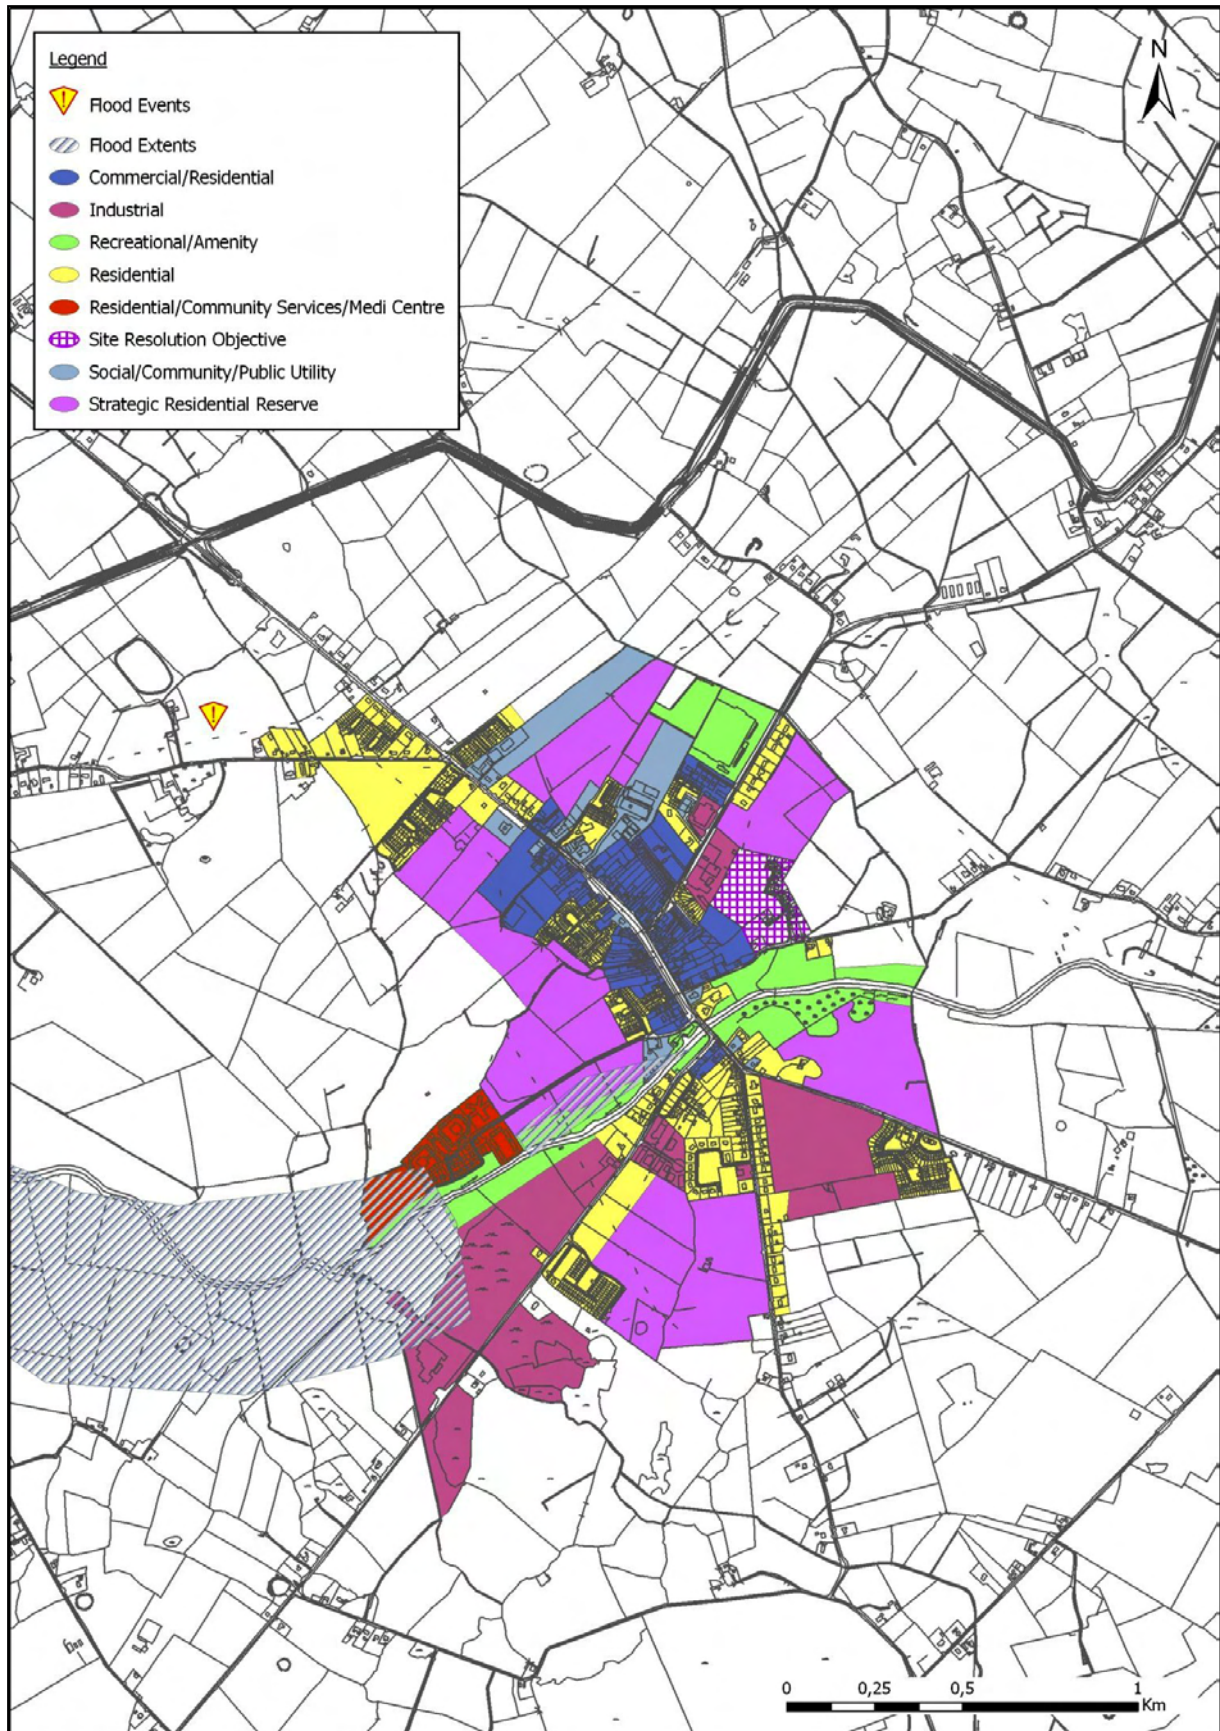 Legend
Flood Events
Flood Extents
Commercial/Residential
Industrial
Recreational/Amenity
Residential
Residential/Community Services/Medi Centre
Site Resolution Objective
Social/Community/Public Utility
Strategic Residential Reserve
N
0 0,25 0,5 1
Km